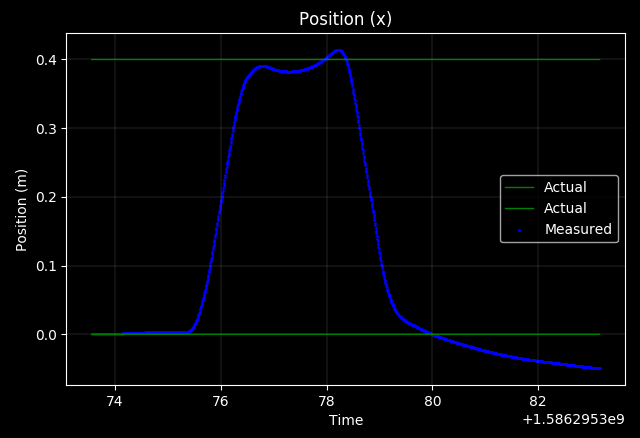 Position (x)
Position (m)
0.4
0.3
0.2
0.1
0.0
Actual
Actual
Measured
74
76
78
80
82
Time
+1.5862953e9